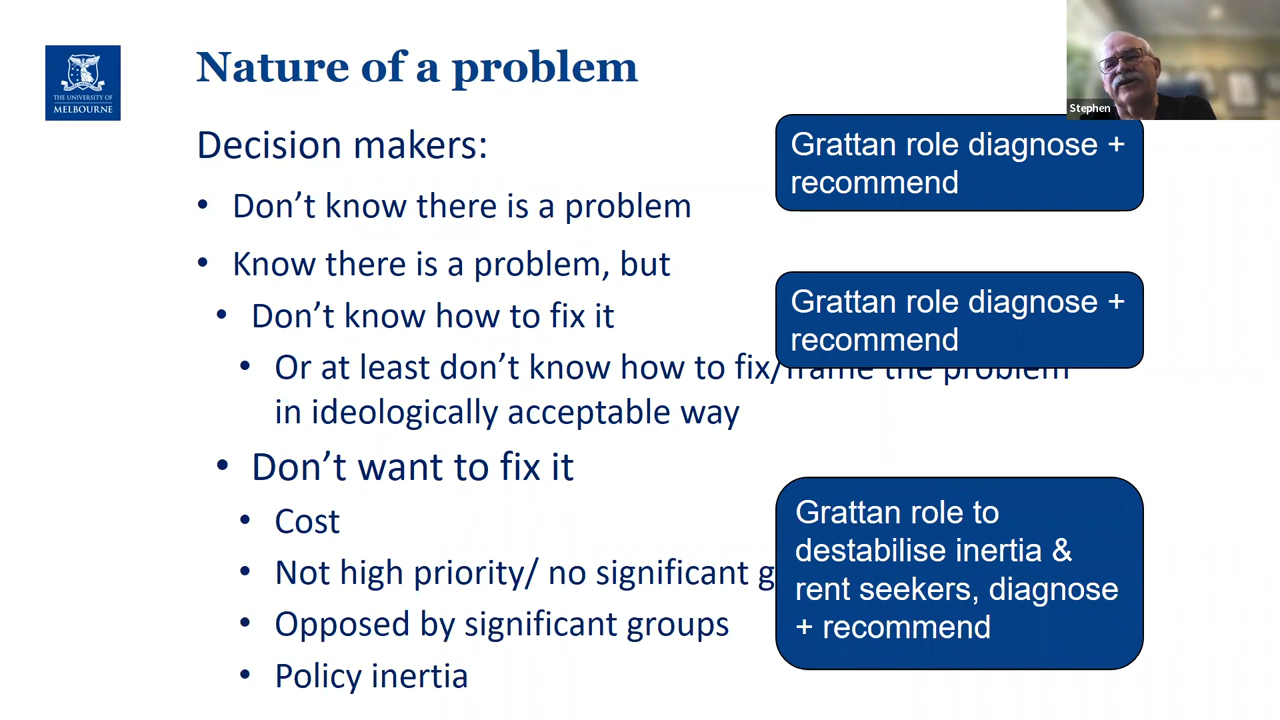 Nature of a problem
THE UNIVERSITY OF
MELBOURNE
Stephen
Decision makers:
Grattan role diagnose +
recommend
• Don't know there is a problem
• Know there is a problem, but
Grattan role diagnose +
recommend
• Don't know how to fix it
• Or at least don't know how to fix/frame the problem
in ideologically acceptable way
• Don't want to fix it
• Cost
• Not high priority/ no significant
• Opposed by significant groups
• Policy inertia
Grattan role to
destabilise inertia &
rent seekers, diagnose
+ recommend